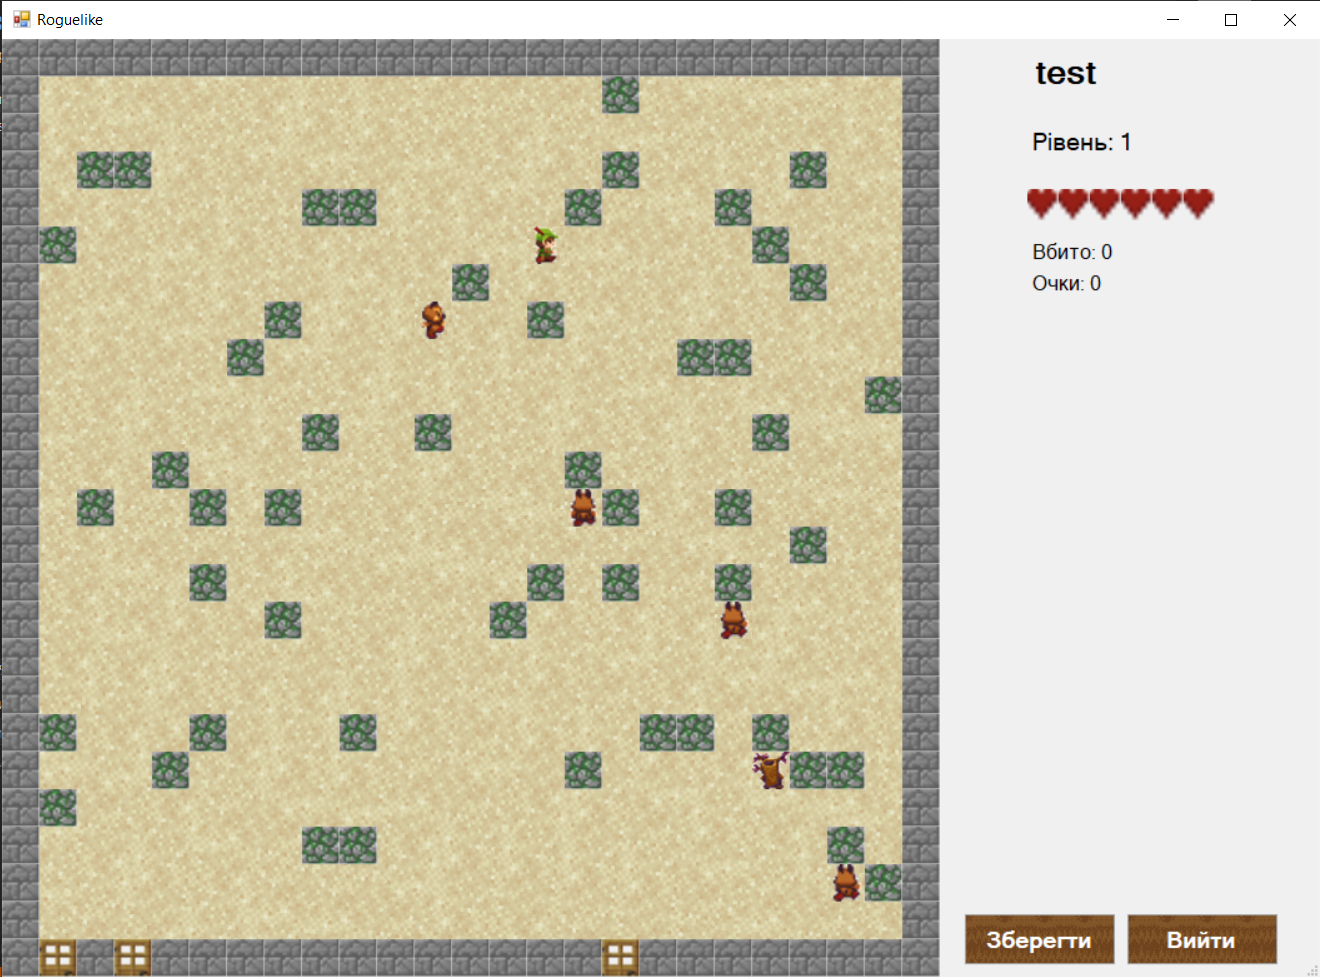 Roguelike
test
Рівень: 1
Вбито: 0
Очки: 0
Зберегти
Вийти